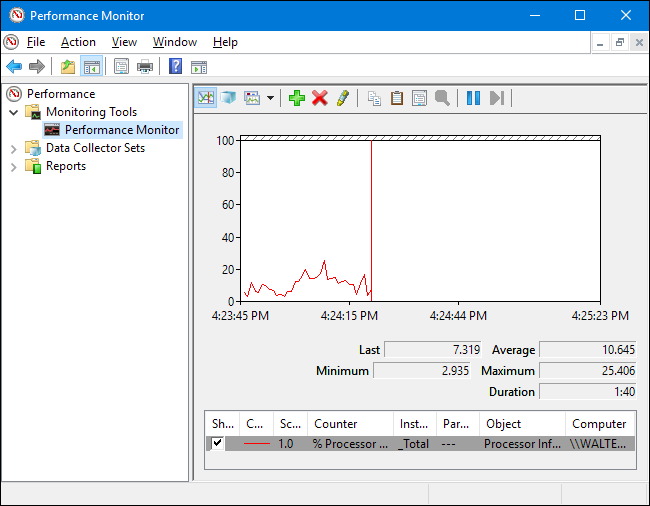 Performance Monitor
File Action View Window Help
Performance
Monitoring Tools
Performance Monitor
Data Collector Sets
Reports
100
80
60
40
20
0
4:23:45 PM 4:24:15 PM 4:24:44 PM 4:25:23 PM
Last 7.319 Average 10.645
Minimum 2.935 Maximum 25.406
Duration 1:40
Sh... C... Sc... Counter Inst... Par... Object Computer
1.0 % Processor ... _Total --- Processor Inf... \\WALTE...